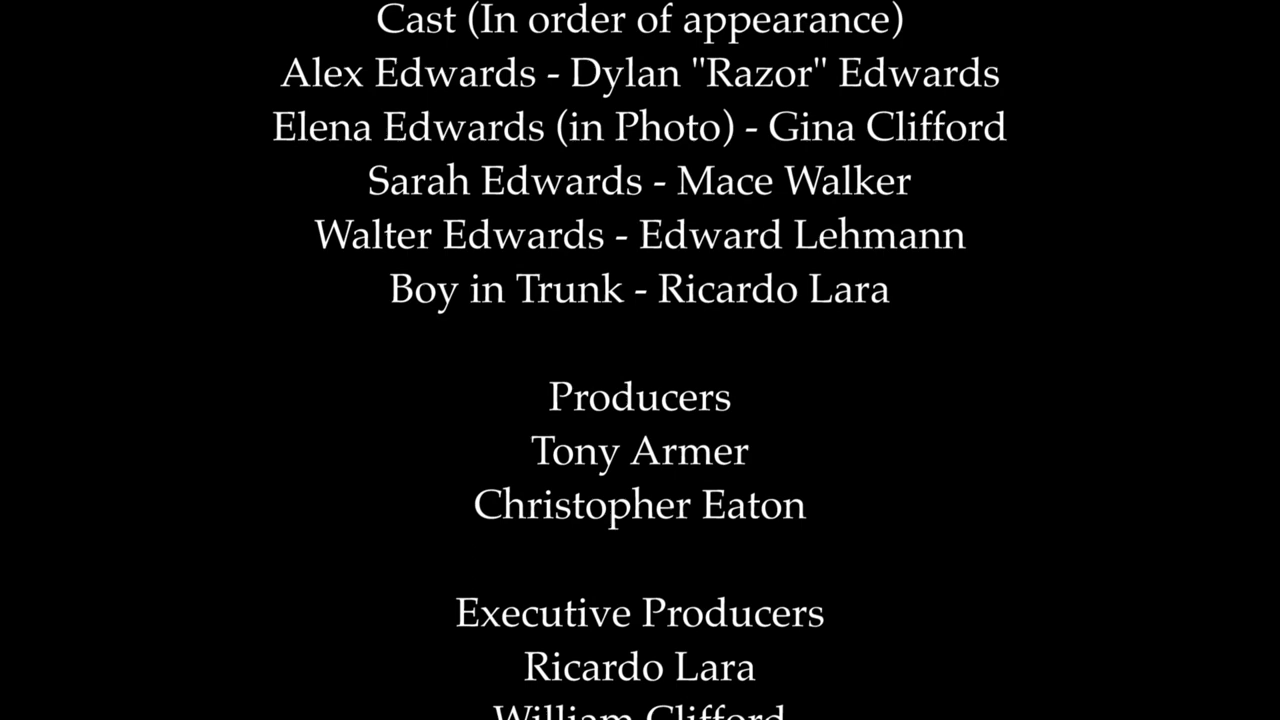 Cast (In order of appearance)
Alex Edwards - Dylan "Razor" Edwards
Elena Edwards (in Photo) - Gina Clifford
Sarah Edwards - Mace Walker
Walter Edwards - Edward Lehmann
Boy in Trunk - Ricardo Lara
Producers
Tony Armer
Christopher Eaton
Executive Producers
Ricardo Lara
William Clifford